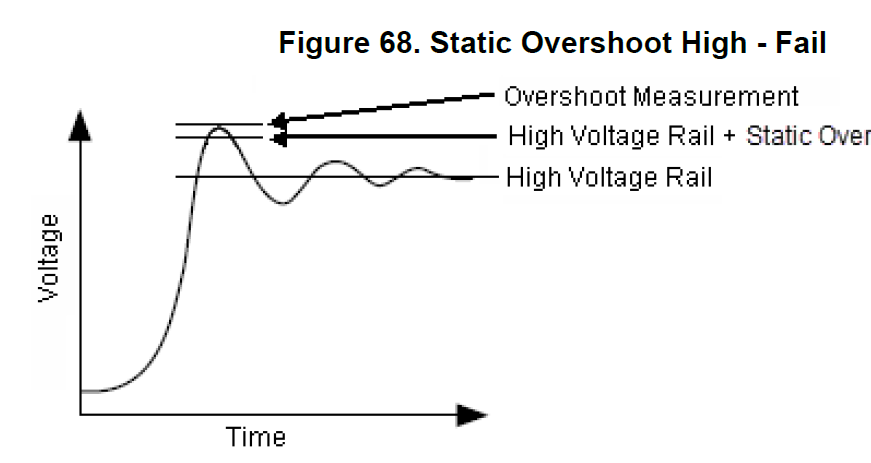 Figure 68. Static Overshoot High - Fail
Overshoot Measurement
High Voltage Rail + Static Over
High Voltage Rail
Voltage
Time